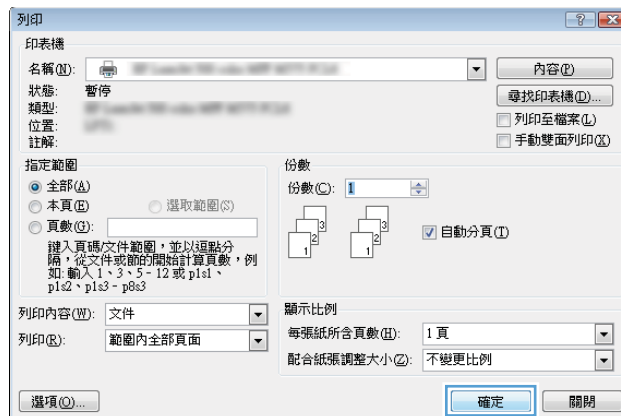 列印
印表機
名稱(N):
內容(P)
狀態: 暫停
尋找印表機(D)...
類型:
位置:
列印至檔案(L)
註解:
手動雙面列印(X)
指定範圍
全部(A)
本頁(E) 選取範圍(S)
頁數(G):
鍵入頁碼/文件範圍，並以逗點分
隔，從文件或節的開始計算頁數，例
如: 輸入 1、3、5 - 12 或 p1s1、
p1s2、p1s3 - p8s3
份數
份數(C): 1
1 2 3 1 2 3
自動分頁(T)
列印內容(W): 文件
列印(R): 範圍內全部頁面
顯示比例
每張紙所含頁數(H): 1 頁
配合紙張調整大小(Z): 不變更比例
選項(O)...
確定
關閉